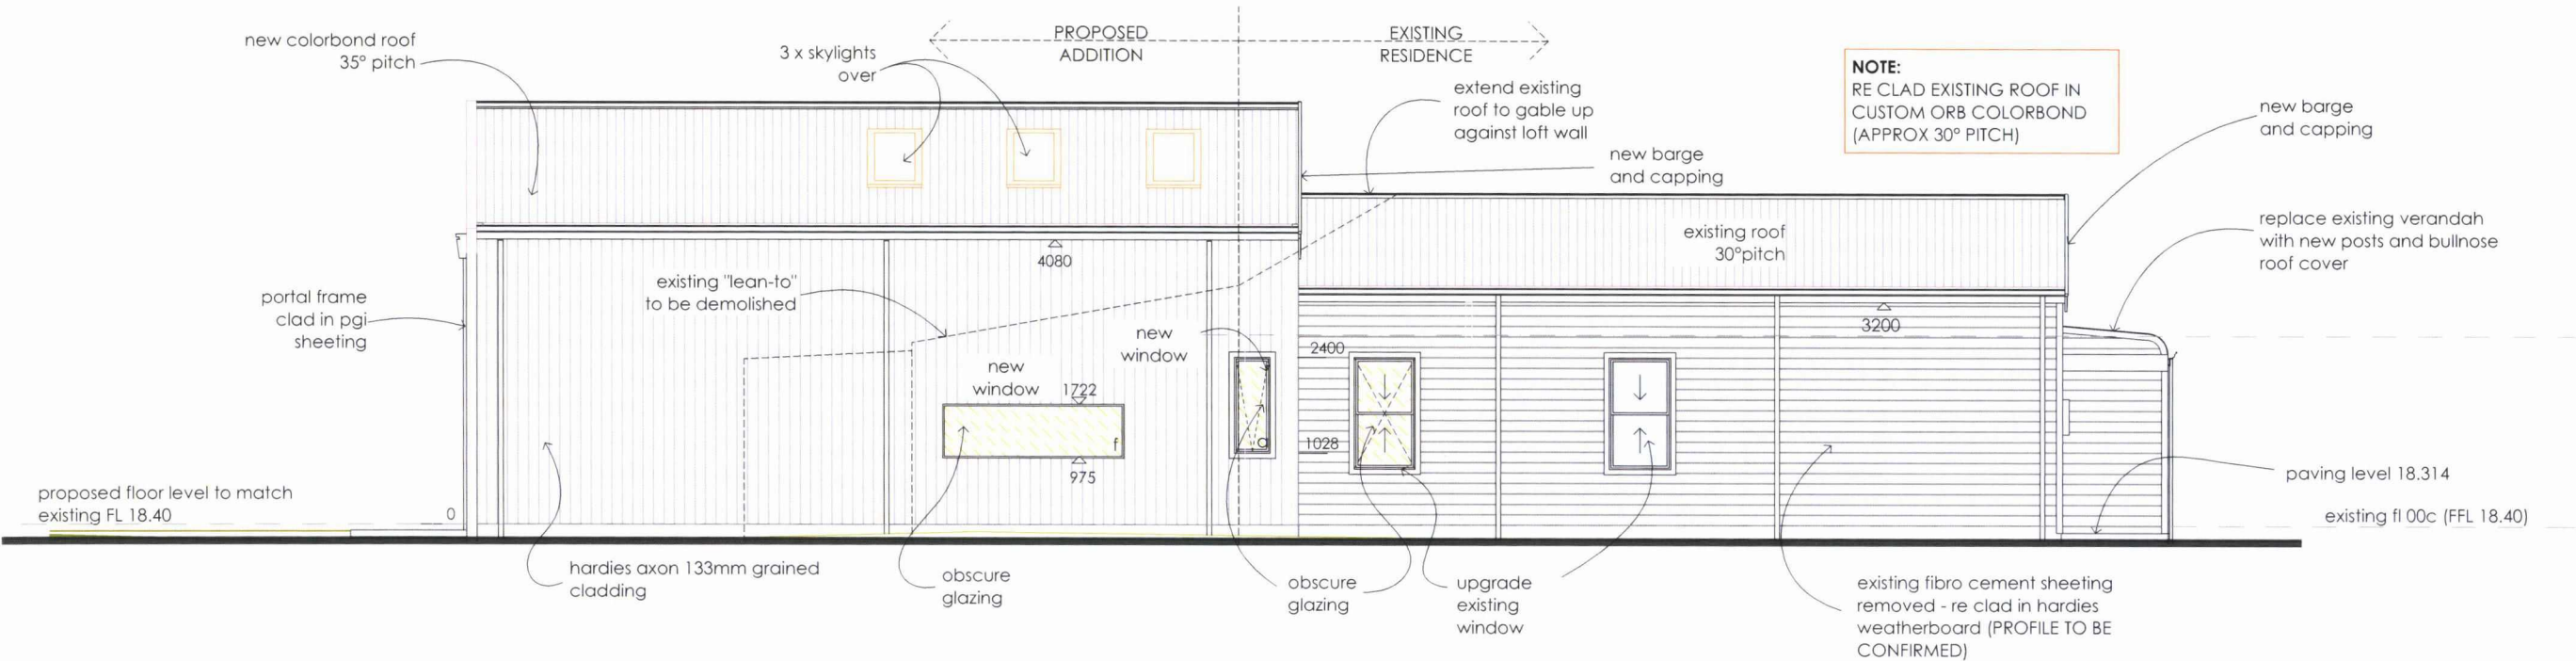 new colorbond roof
35° pitch
3 x skylights
over
PROPOSED
ADDITION
EXISTING
RESIDENCE
extend existing
roof to gable up
against loft wall
new barge
and capping
NOTE:
RE CLAD EXISTING ROOF IN
CUSTOM ORB COLORBOND
(APPROX 30° PITCH)
new barge
and capping
replace existing verandah
with new posts and bullnose
roof cover
existing roof
30°pitch
4080
existing "lean-to"
to be demolished
portal frame
clad in pgi
sheeting
3200
new
window
2400
new
window
1722
f
a
1028
975
paving level 18.314
proposed floor level to match
existing FL 18.40
0
existing fl 00c (FFL 18.40)
hardies axon 133mm grained
cladding
obscure
glazing
obscure
glazing
upgrade
existing
window
existing fibro cement sheeting
removed - re clad in hardies
weatherboard (PROFILE TO BE
CONFIRMED)